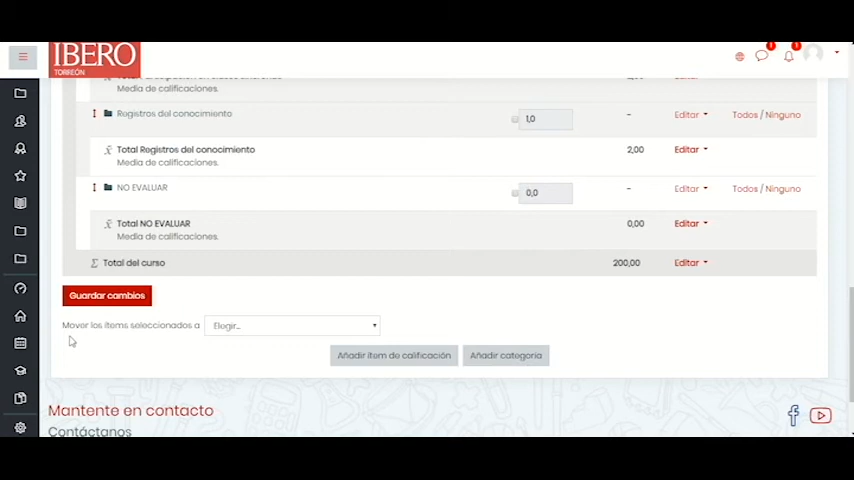 IBERO
TORREÓN
1
1
Media de calificaciones.
Registros del conocimiento
1,0
-
Editar
Todos / Ninguno
Total Registros del conocimiento
2,00
Editar
Media de calificaciones.
NO EVALUAR
0,0
-
Editar
Todos / Ninguno
Total NO EVALUAR
0,00
Editar
Media de calificaciones.
Σ Total del curso
200,00
Editar
Guardar cambios
Mover los ítems seleccionados a
Elegir...
Añadir ítem de calificación
Añadir categoría
Mantente en contacto
Contáctanos